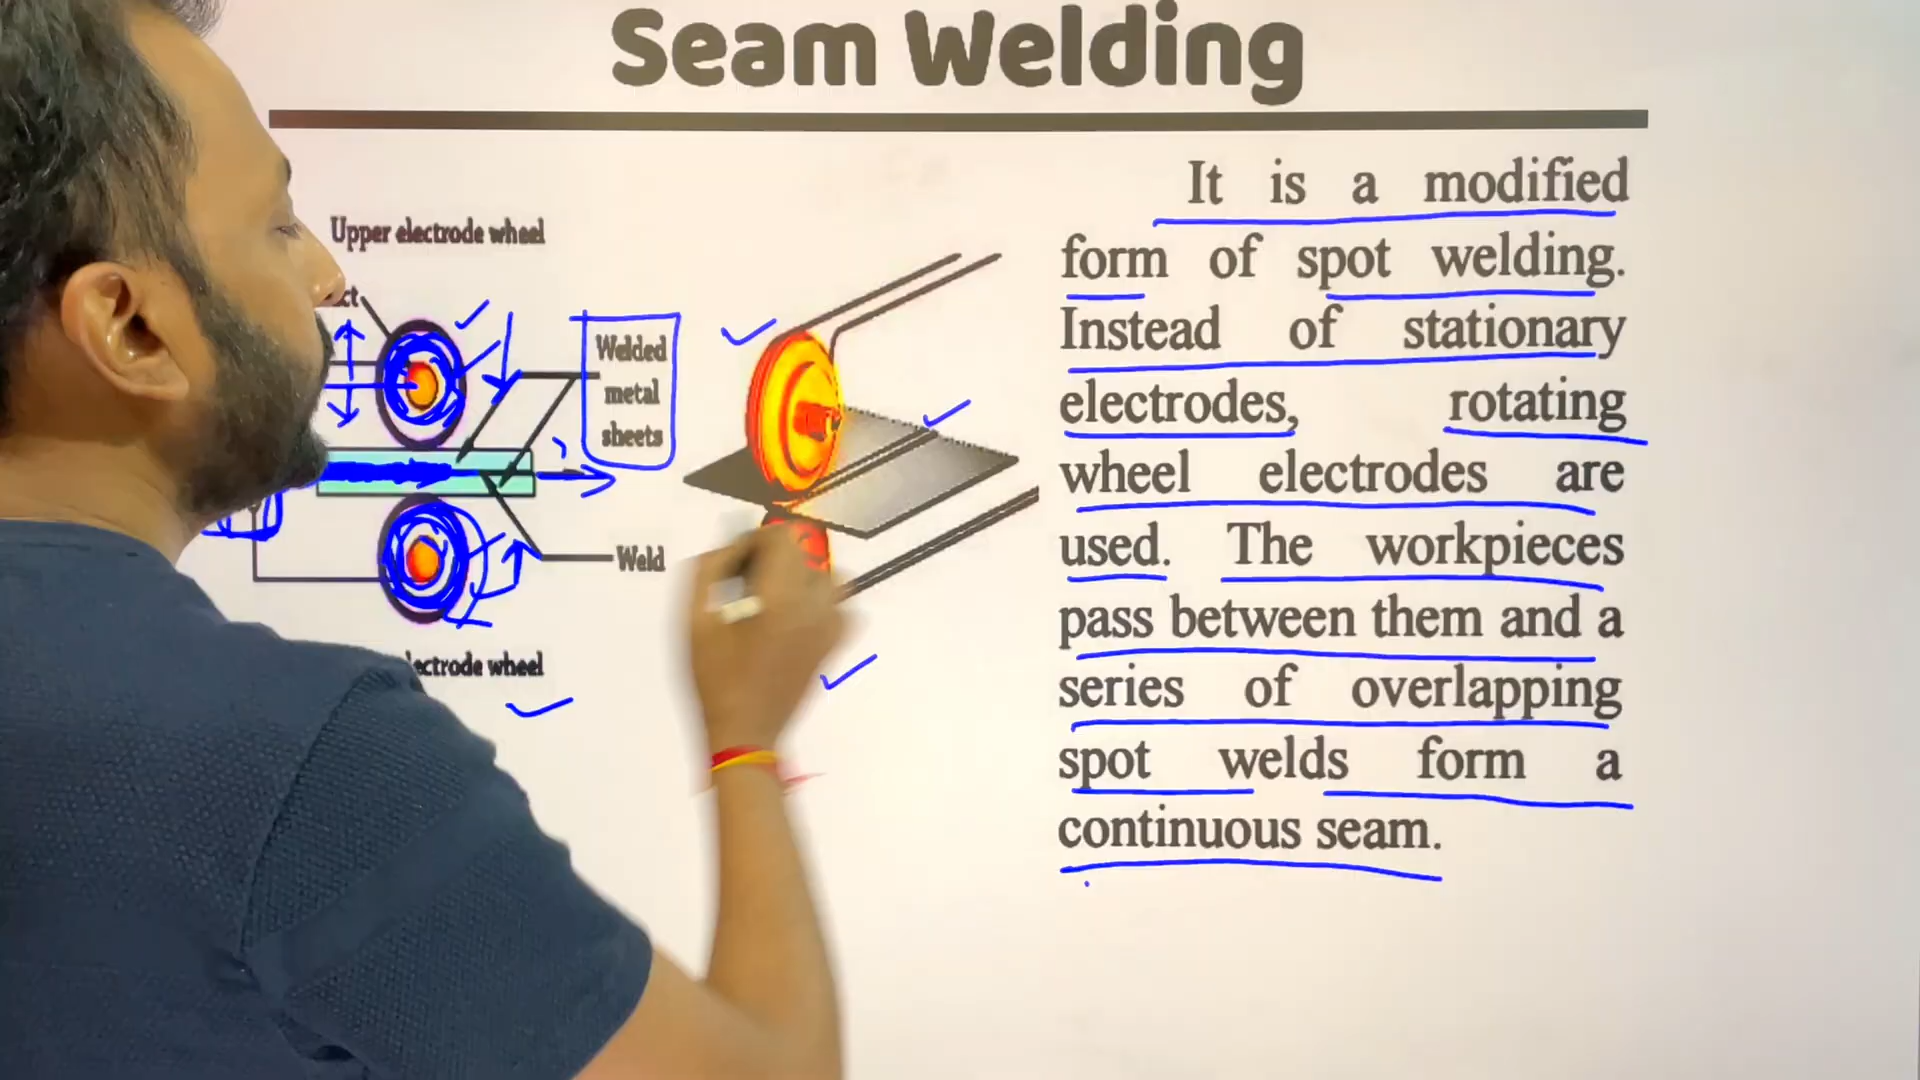 Seam Welding
Upper electrode wheel
Welded
metal
sheets
Weld
wheel
It is a modified
form of spot welding.
Instead of stationary
electrodes, rotating
wheel electrodes are
used. The workpieces
pass between them and a
series of overlapping
spot welds form a
continuous seam.